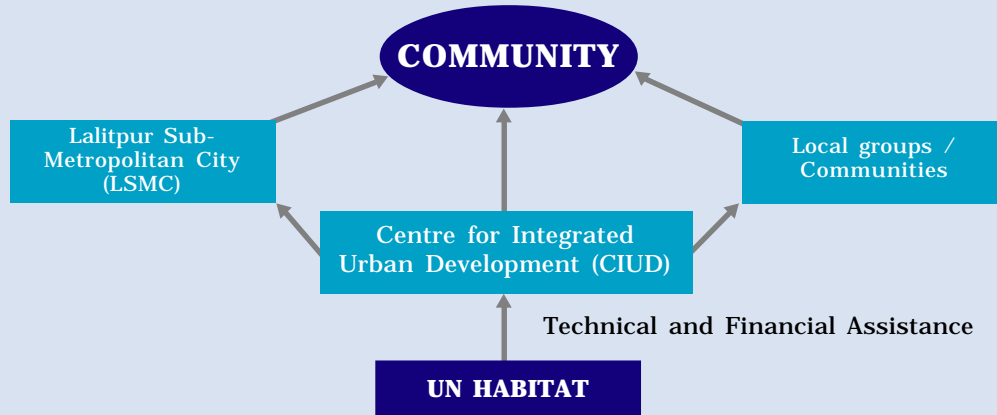 COMMUNITY
Lalitpur Sub-
Metropolitan City
(LSMC)
Local groups /
Communities
Centre for Integrated
Urban Development (CIUD)
Technical and Financial Assistance
UN HABITAT